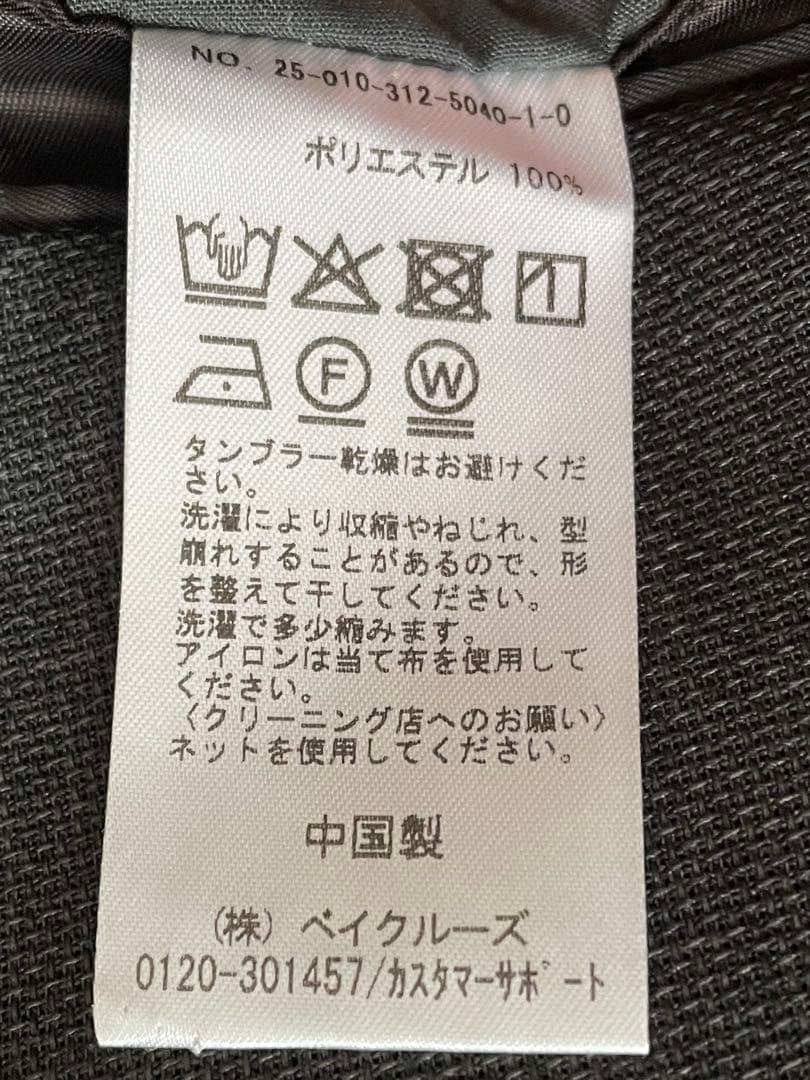 NO. 25-010-312-5040-1-0
ポリエステル 100%
F W
タンブラー乾燥はお避けくだ
さい。
洗濯により収縮やねじれ、型
崩れすることがあるので、形
を整えて干してください。
洗濯で多少縮みます。
アイロンは当て布を使用して
ください。
〈クリーニング店へのお願い〉
ネットを使用してください。
中国製
(株) ベイクルーズ
0120-301457/カスタマーサポート